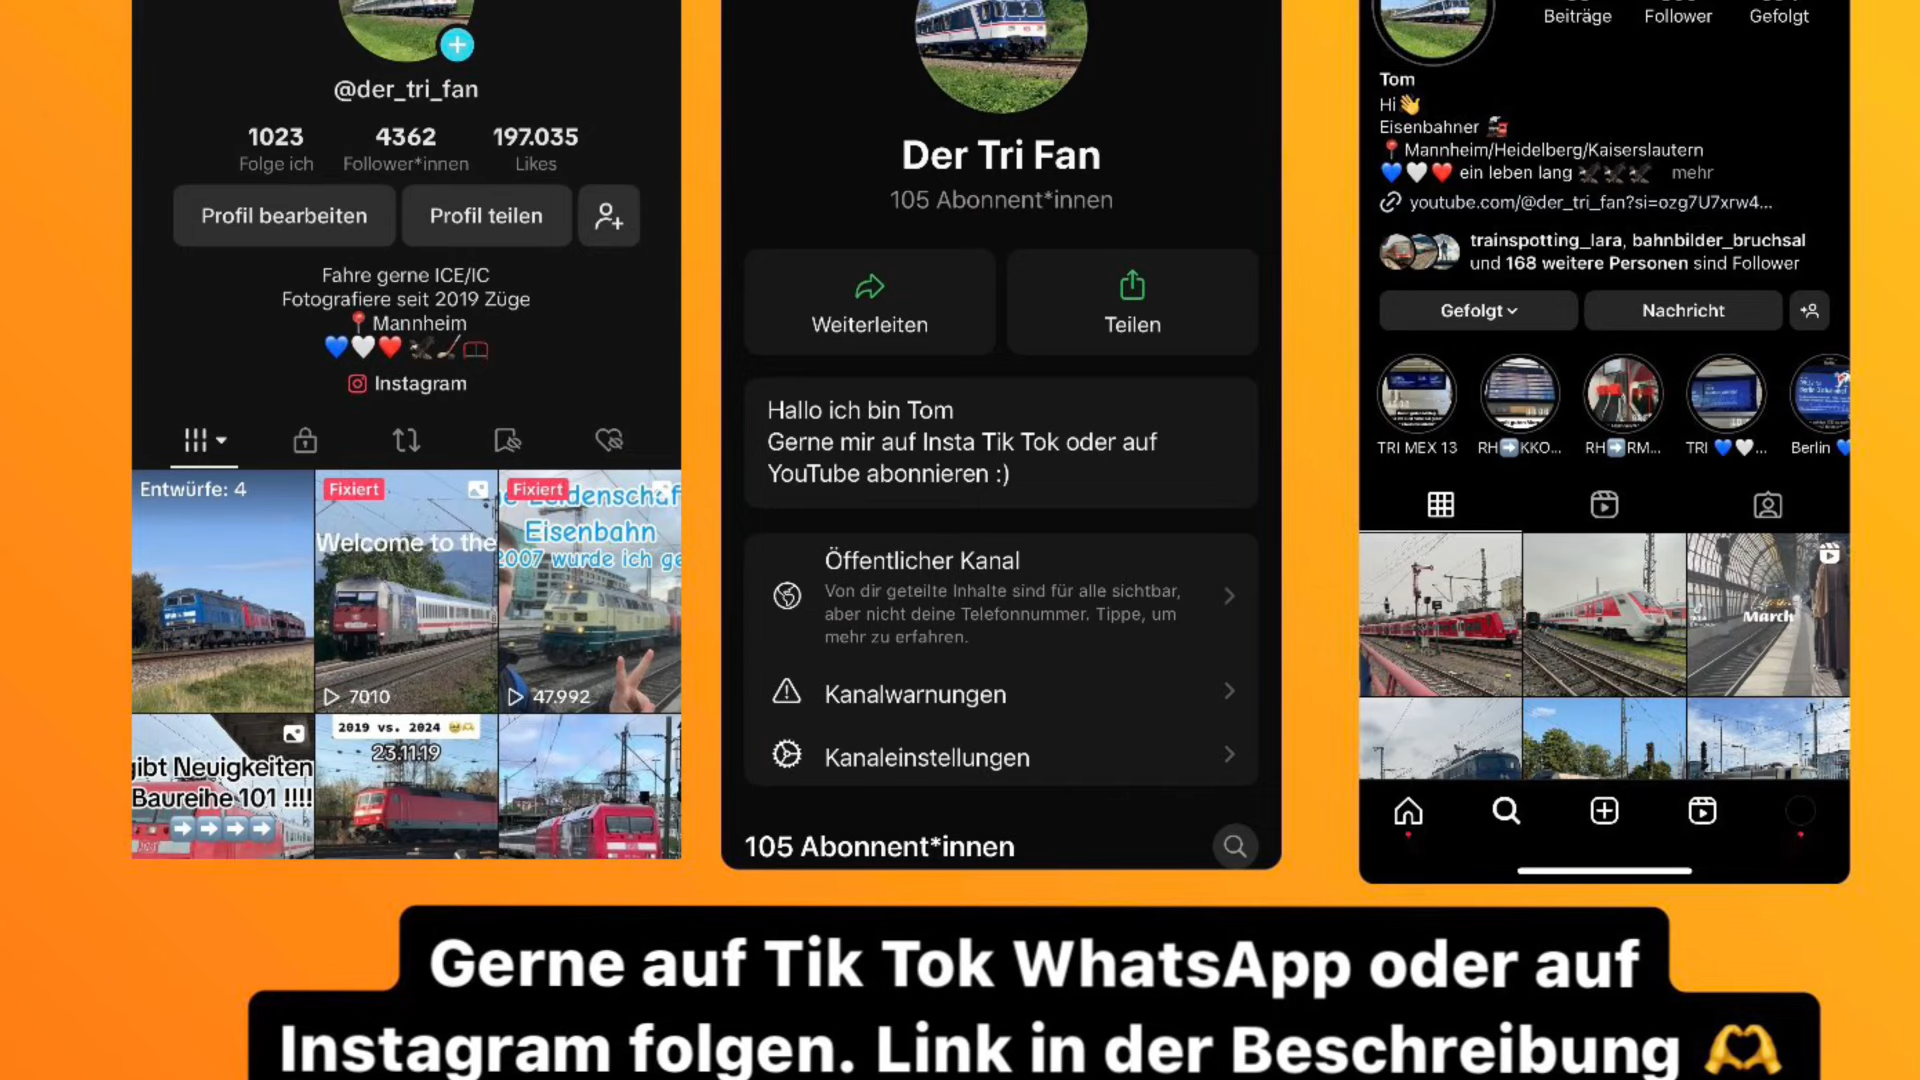 @der_tri_fan
1023 4362 197.035
Folge ich Follower*innen Likes
Profil bearbeiten Profil teilen
Fahre gerne ICE/IC
Fotografiere seit 2019 Züge
📍Mannheim
💙🤍❤️🦅🏒🥅
Instagram
Entwürfe: 4
Fixiert
Welcome to the
7010
Fixiert
Eisenbahn
2007 wurde ich ge
47.992
gibt Neuigkeiten
Baureihe 101 !!!!
➡️➡️➡️➡️
2019 vs. 2024 🥹🫶
23.11.19
Der Tri Fan
105 Abonnent*innen
Weiterleiten Teilen
Hallo ich bin Tom
Gerne mir auf Insta Tik Tok oder auf
YouTube abonnieren :)
Öffentlicher Kanal
Von dir geteilte Inhalte sind für alle sichtbar,
aber nicht deine Telefonnummer. Tippe, um
mehr zu erfahren.
Kanalwarnungen
Kanaleinstellungen
105 Abonnent*innen
Beiträge Follower Gefolgt
Tom
Hi👋
Eisenbahner 🚂
📍Mannheim/Heidelberg/Kaiserslautern
💙🤍❤️ ein leben lang 🦅🦅🦅 mehr
youtube.com/@der_tri_fan?si=ozg7U7xrw4...
trainspotting_lara, bahnbilder_bruchsal
und 168 weitere Personen sind Follower
Gefolgt Nachricht
TRI MEX 13 RH➡️KKO... RH➡️RM... TRI 💙🤍... Berlin 💙
March
Gerne auf Tik Tok WhatsApp oder auf
Instagram folgen. Link in der Beschreibung 🫶